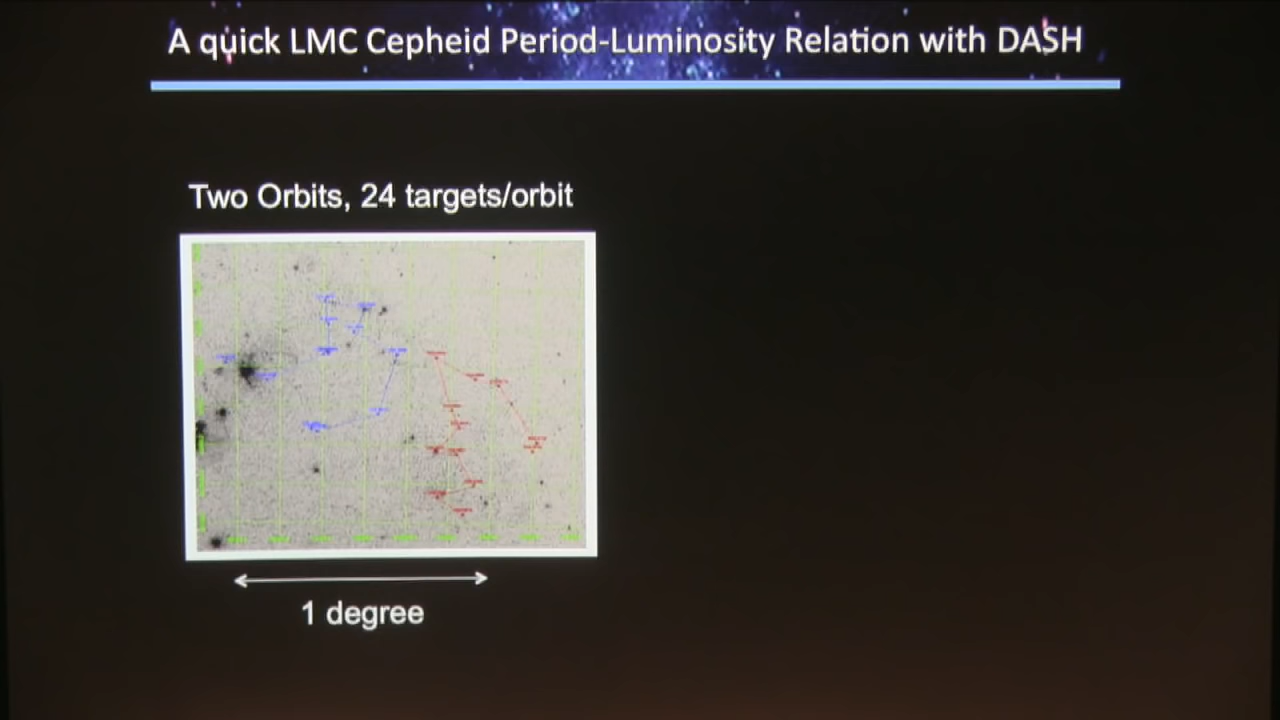 A quick LMC Cepheid Period-Luminosity Relation with DASH
Two Orbits, 24 targets/orbit
1 degree